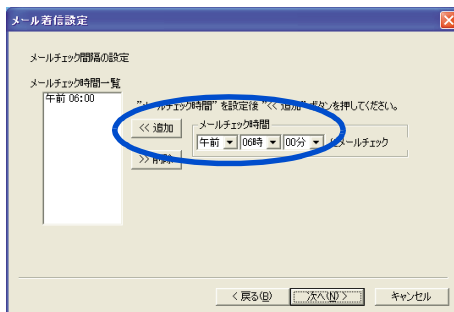 メール着信設定
メールチェック間隔の設定
メールチェック時間一覧
午前 06:00
"メールチェック時間" を設定後 "<< 追加" ボタンを押してください。
<< 追加
メールチェック時間
午前 06時 00分 にメールチェック
>> 削除
< 戻る(B) 次へ(N) > キャンセル